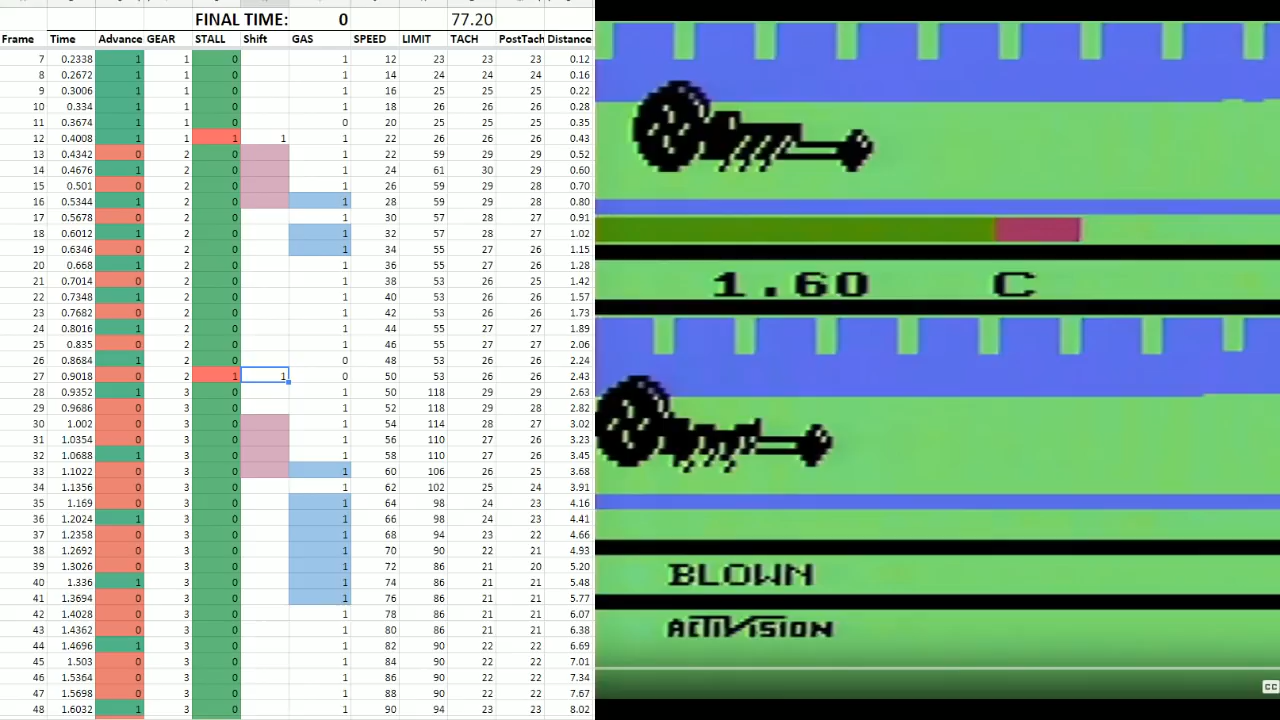 FINAL TIME: 0 77.20
Frame Time Advance GEAR STALL Shift GAS SPEED LIMIT TACH PostTach Distance
7 0.2338 1 1 0 1 12 23 23 23 0.12
8 0.2672 1 1 0 1 14 24 24 24 0.16
9 0.3006 1 1 0 1 16 25 25 25 0.22
10 0.334 1 1 0 1 18 26 26 26 0.28
11 0.3674 1 1 0 0 20 25 25 25 0.35
12 0.4008 1 1 1 1 1 22 26 26 26 0.43
13 0.4342 0 2 0 1 22 59 29 29 0.52
14 0.4676 1 2 0 1 24 61 30 29 0.60
15 0.501 0 2 0 1 26 59 29 28 0.70
16 0.5344 1 2 0 1 28 59 29 28 0.80
17 0.5678 0 2 0 1 30 57 28 27 0.91
18 0.6012 1 2 0 1 32 57 28 27 1.02
19 0.6346 0 2 0 1 34 55 27 26 1.15
20 0.668 1 2 0 1 36 55 27 26 1.28
21 0.7014 0 2 0 1 38 53 26 25 1.42
22 0.7348 1 2 0 1 40 53 26 26 1.57
23 0.7682 0 2 0 1 42 53 26 26 1.73
24 0.8016 1 2 0 1 44 55 27 27 1.89
25 0.835 0 2 0 1 46 55 27 27 2.06
26 0.8684 1 2 0 0 48 53 26 26 2.24
27 0.9018 0 2 1 1 0 50 53 26 26 2.43
28 0.9352 1 3 0 1 50 118 29 29 2.63
29 0.9686 0 3 0 1 52 118 29 28 2.82
30 1.002 0 3 0 1 54 114 28 27 3.02
31 1.0354 0 3 0 1 56 110 27 26 3.23
32 1.0688 1 3 0 1 58 110 27 26 3.45
33 1.1022 0 3 0 1 60 106 26 25 3.68
34 1.1356 0 3 0 1 62 102 25 24 3.91
35 1.169 0 3 0 1 64 98 24 23 4.16
36 1.2024 1 3 0 1 66 98 24 23 4.41
37 1.2358 0 3 0 1 68 94 23 22 4.66
38 1.2692 0 3 0 1 70 90 22 21 4.93
39 1.3026 0 3 0 1 72 86 21 20 5.20
40 1.336 1 3 0 1 74 86 21 21 5.48
41 1.3694 0 3 0 1 76 86 21 21 5.77
42 1.4028 0 3 0 1 78 86 21 21 6.07
43 1.4362 0 3 0 1 80 86 21 21 6.38
44 1.4696 1 3 0 1 82 90 22 22 6.69
45 1.503 0 3 0 1 84 90 22 22 7.01
46 1.5364 0 3 0 1 86 90 22 22 7.34
47 1.5698 0 3 0 1 88 90 22 22 7.67
48 1.6032 1 3 0 1 90 94 23 23 8.02
1.60 C
BLOWN
ACTIVISION
CC